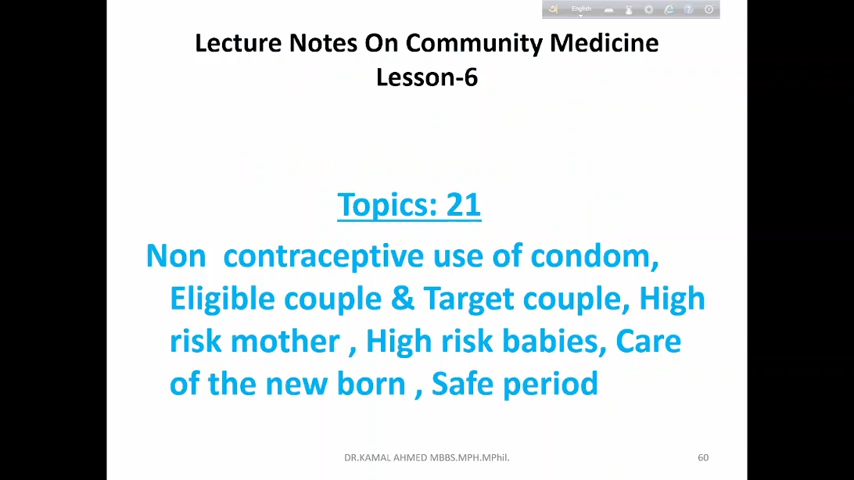 English
Lecture Notes On Community Medicine
Lesson-6
Topics: 21
Non contraceptive use of condom,
Eligible couple & Target couple, High
risk mother , High risk babies, Care
of the new born , Safe period
DR.KAMAL AHMED MBBS.MPH.MPhil.
60